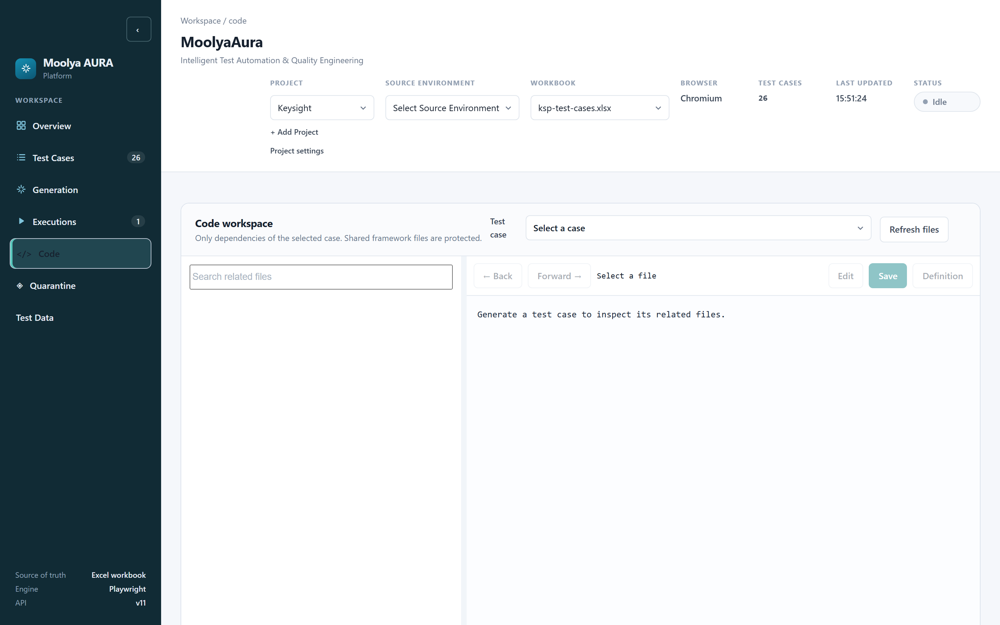 ‹
Moolya AURA
Platform
WORKSPACE
Overview
Test Cases 26
Generation
Executions 1
</> Code
Quarantine
Test Data
Source of truth Excel workbook
Engine Playwright
API v11
Workspace / code
MoolyaAura
Intelligent Test Automation & Quality Engineering
PROJECT SOURCE ENVIRONMENT WORKBOOK BROWSER TEST CASES LAST UPDATED STATUS
Keysight Select Source Environment ksp-test-cases.xlsx Chromium 26 15:51:24 Idle
+ Add Project
Project settings
Code workspace
Only dependencies of the selected case. Shared framework files are protected.
Test
case
Select a case
Refresh files
Search related files
← Back Forward → Select a file Edit Save Definition
Generate a test case to inspect its related files.